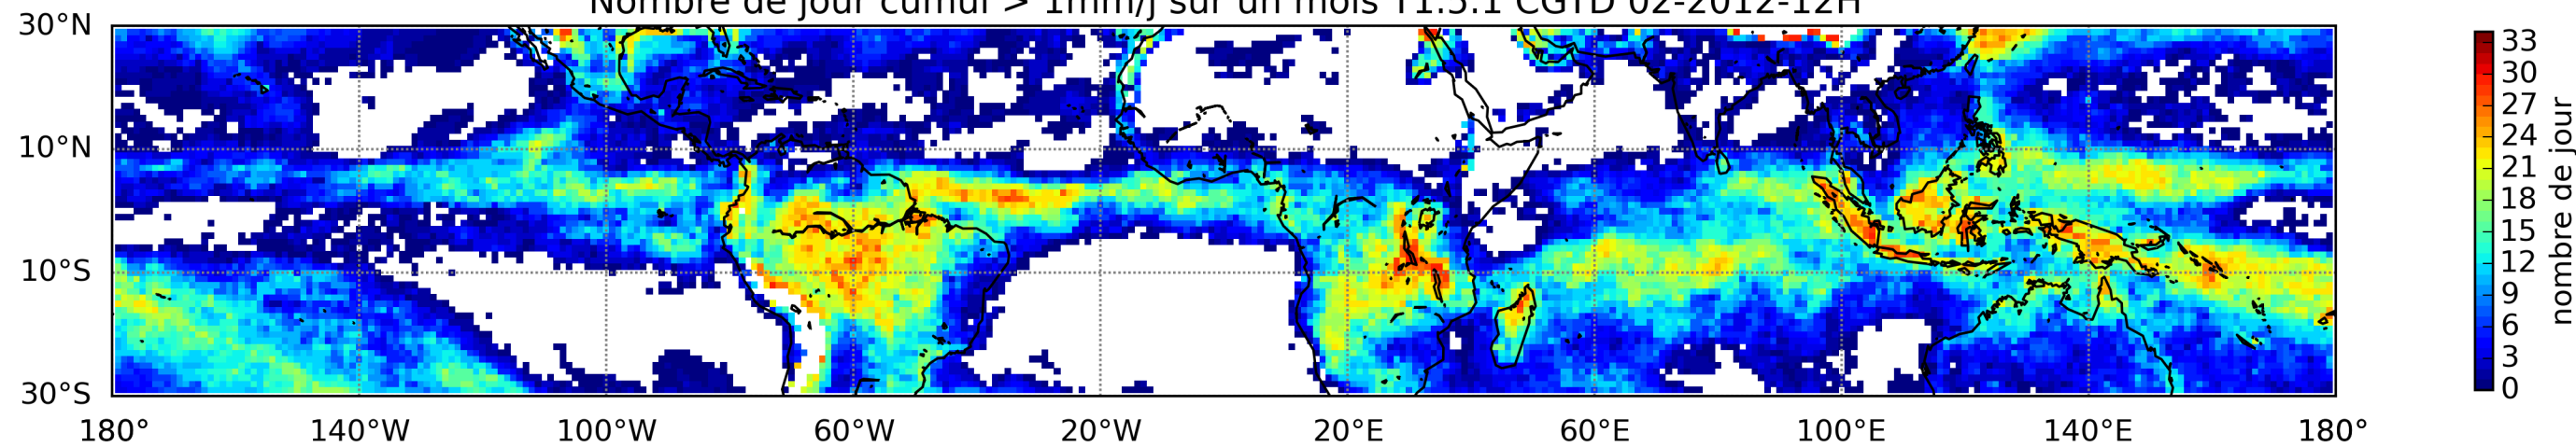 Nombre de jour cumul > 1mm/j sur un mois T1.5.1 CGTD 02-2012-12H
30°N
10°N
10°S
30°S
180° 140°W 100°W 60°W 20°W 20°E 60°E 100°E 140°E 180°
33
30
27
24
21
18
15
12
9
6
3
0
nombre de jour